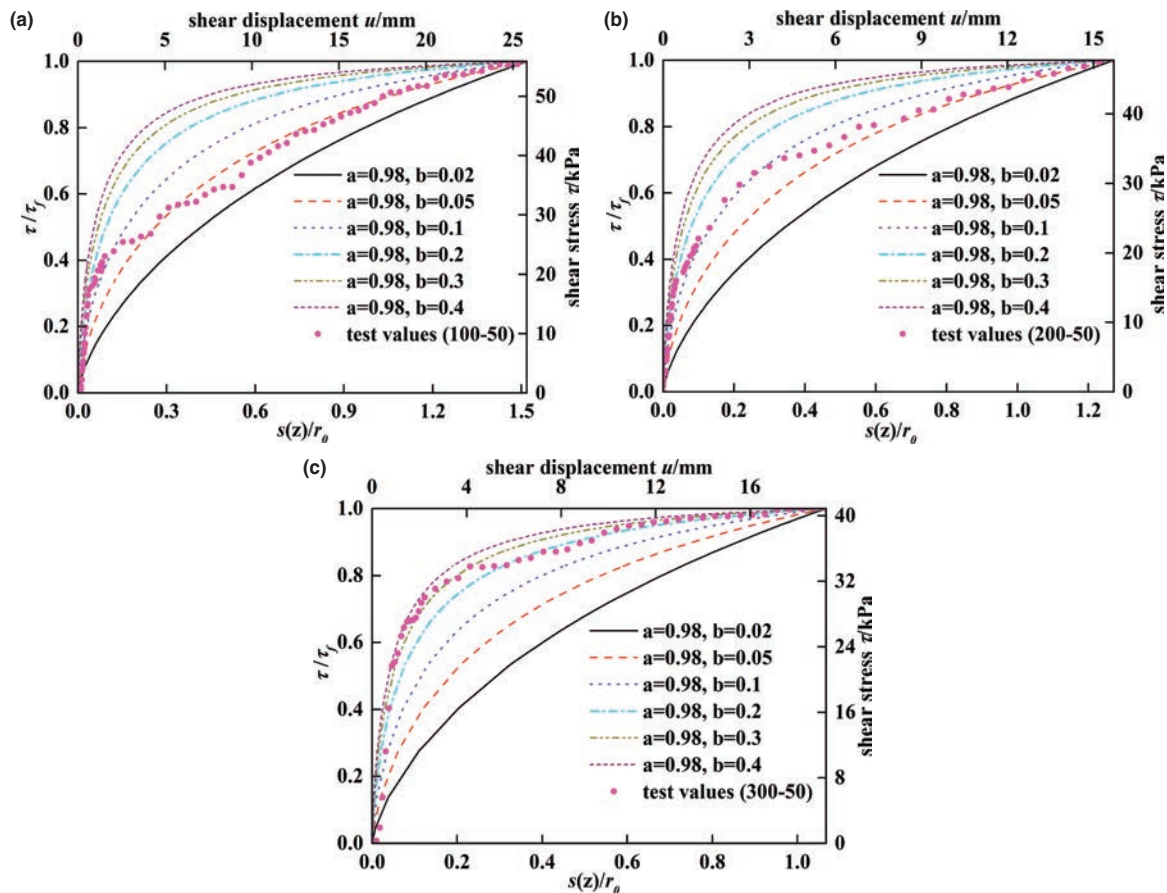 (a)
shear displacement u/mm
0 5 10 15 20 25
1.0
0.8
0.6
0.4
0.2
0.0
τ/τf
50
40
30
20
10
0
shear stress τ/kPa
a=0.98, b=0.02
a=0.98, b=0.05
a=0.98, b=0.1
a=0.98, b=0.2
a=0.98, b=0.3
a=0.98, b=0.4
test values (100-50)
0.0 0.3 0.6 0.9 1.2 1.5
s(z)/r0
(b)
shear displacement u/mm
0 3 6 9 12 15
1.0
0.8
0.6
0.4
0.2
0.0
τ/τf
40
30
20
10
0
shear stress τ/kPa
a=0.98, b=0.02
a=0.98, b=0.05
a=0.98, b=0.1
a=0.98, b=0.2
a=0.98, b=0.3
a=0.98, b=0.4
test values (200-50)
0.0 0.2 0.4 0.6 0.8 1.0 1.2
s(z)/r0
(c)
shear displacement u/mm
0 4 8 12 16
1.0
0.8
0.6
0.4
0.2
0.0
τ/τf
40
32
24
16
8
0
shear stress τ/kPa
a=0.98, b=0.02
a=0.98, b=0.05
a=0.98, b=0.1
a=0.98, b=0.2
a=0.98, b=0.3
a=0.98, b=0.4
test values (300-50)
0.0 0.2 0.4 0.6 0.8 1.0
s(z)/r0